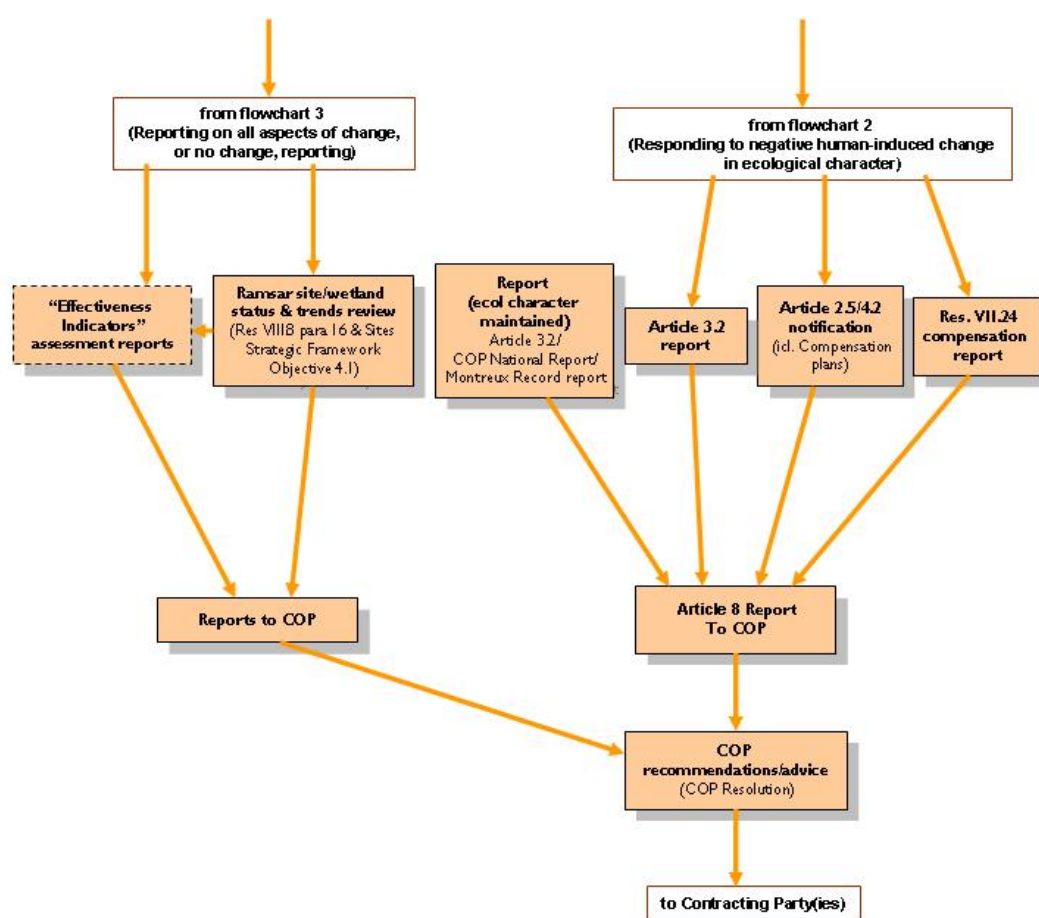 from flowchart 3
(Reporting on all aspects of change,
or no change, reporting)
from flowchart 2
(Responding to negative human-induced change
in ecological character)
“Effectiveness
Indicators”
assessment reports
Ramsar site/wetland
status & trends review
(Res VIII8 para 16 & Sites
Strategic Framework
Objective 4.1)
Report
(ecol character
maintained)
Article 3.2/
COP National Report/
Montreux Record report
Article 3.2
report
Article 2.5/4.2
notification
(icl. Compensation
plans)
Res. VII.24
compensation
report
Reports to COP
Article 8 Report
To COP
COP
recommendations/advice
(COP Resolution)
to Contracting Party(ies)